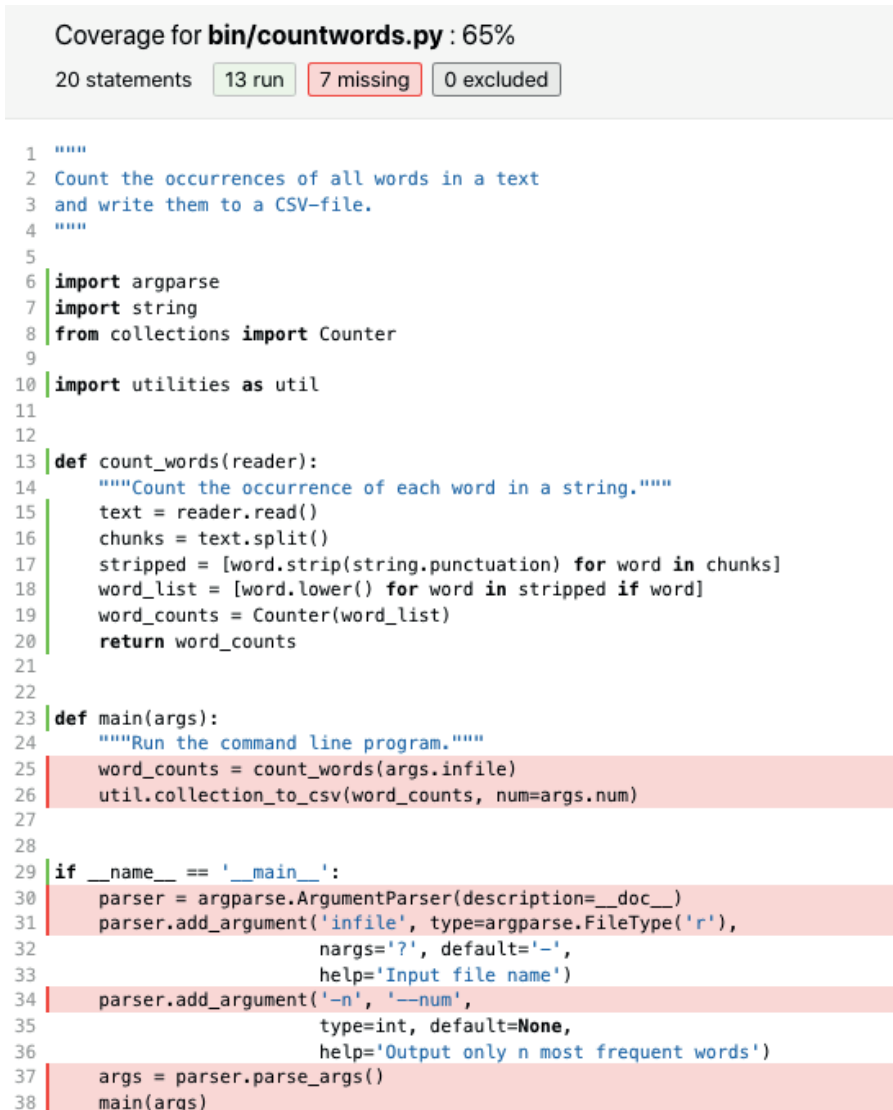 Coverage for bin/countwords.py : 65%
20 statements 13 run 7 missing 0 excluded
1 """
2 Count the occurrences of all words in a text
3 and write them to a CSV-file.
4 """
5
6 import argparse
7 import string
8 from collections import Counter
9
10 import utilities as util
11
12
13 def count_words(reader):
14     """Count the occurrence of each word in a string."""
15     text = reader.read()
16     chunks = text.split()
17     stripped = [word.strip(string.punctuation) for word in chunks]
18     word_list = [word.lower() for word in stripped if word]
19     word_counts = Counter(word_list)
20     return word_counts
21
22
23 def main(args):
24     """Run the command line program."""
25     word_counts = count_words(args.infile)
26     util.collection_to_csv(word_counts, num=args.num)
27
28
29 if __name__ == '__main__':
30     parser = argparse.ArgumentParser(description=__doc__)
31     parser.add_argument('infile', type=argparse.FileType('r'),
32                         nargs='?', default='-',
33                         help='Input file name')
34     parser.add_argument('-n', '--num',
35                         type=int, default=None,
36                         help='Output only n most frequent words')
37     args = parser.parse_args()
38     main(args)